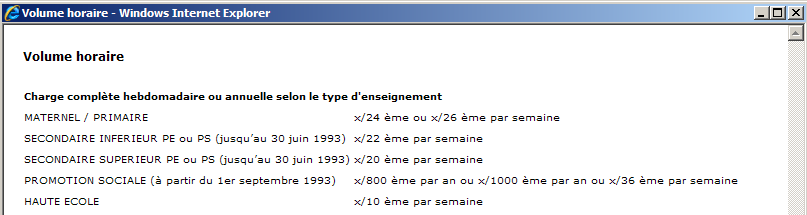 Volume horaire - Windows Internet Explorer
Volume horaire
Charge complète hebdomadaire ou annuelle selon le type d'enseignement
MATERNEL / PRIMAIRE x/24 ème ou x/26 ème par semaine
SECONDAIRE INFERIEUR PE ou PS (jusqu'au 30 juin 1993) x/22 ème par semaine
SECONDAIRE SUPERIEUR PE ou PS (jusqu'au 30 juin 1993) x/20 ème par semaine
PROMOTION SOCIALE (à partir du 1er septembre 1993) x/800 ème par an ou x/1000 ème par an ou x/36 ème par semaine
HAUTE ECOLE x/10 ème par semaine